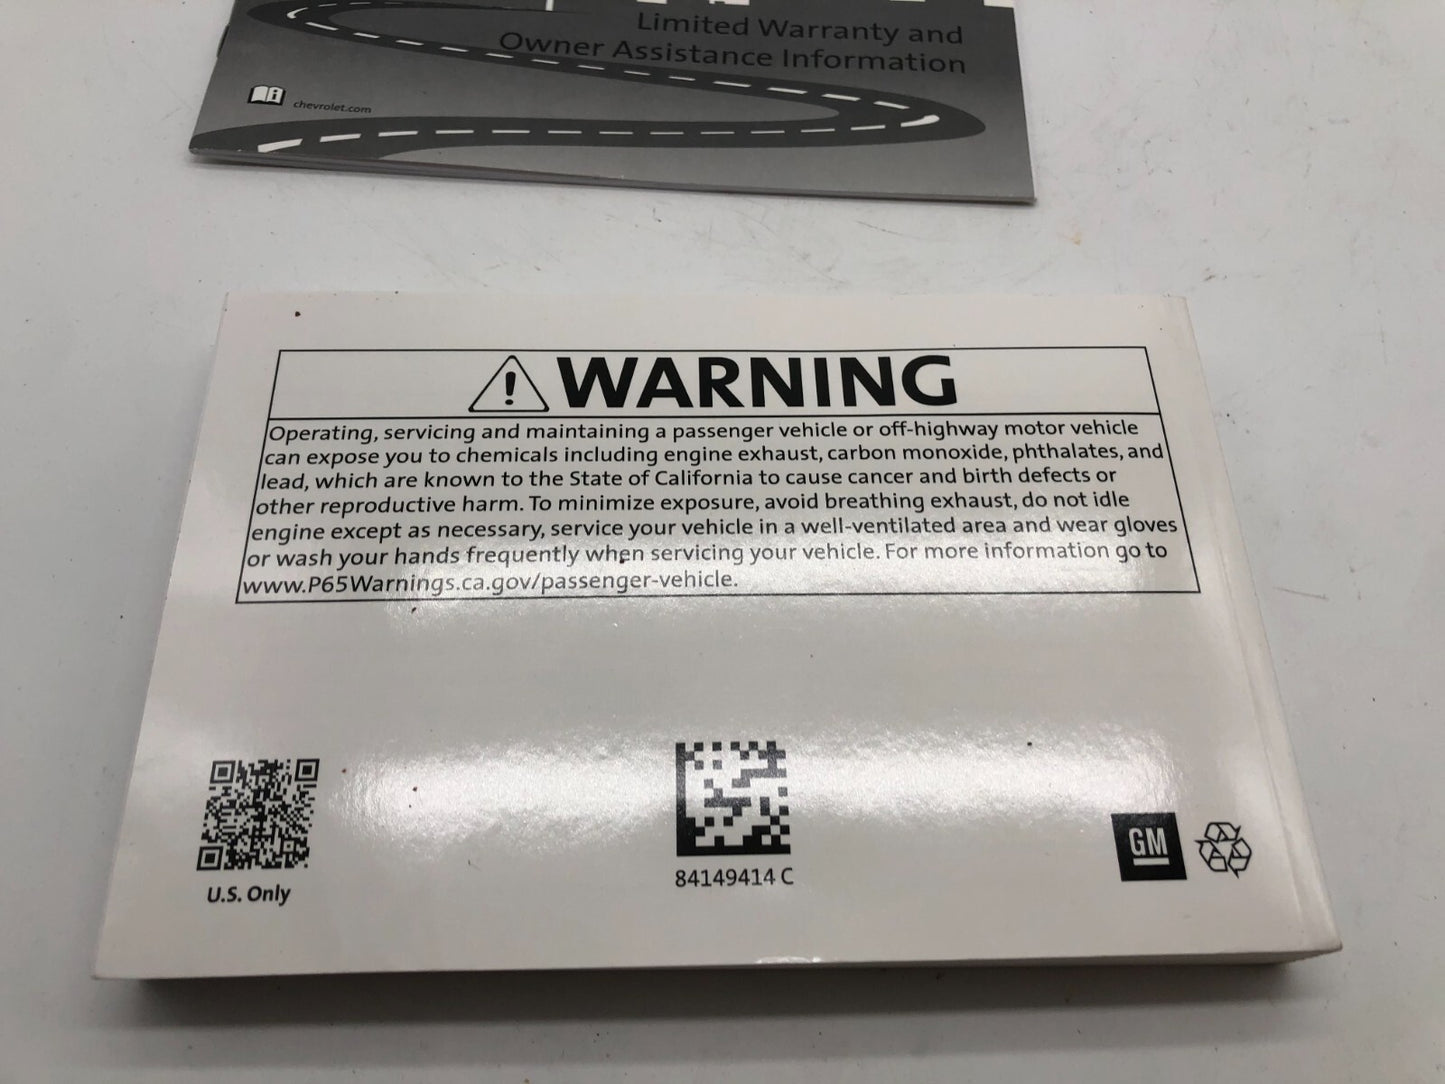 Limited Warranty and
Owner Assistance Information
chevrolet.com
WARNING
Operating, servicing and maintaining a passenger vehicle or off-highway motor vehicle
can expose you to chemicals including engine exhaust, carbon monoxide, phthalates, and
lead, which are known to the State of California to cause cancer and birth defects or
other reproductive harm. To minimize exposure, avoid breathing exhaust, do not idle
engine except as necessary, service your vehicle in a well-ventilated area and wear gloves
or wash your hands frequently when servicing your vehicle. For more information go to
www.P65Warnings.ca.gov/passenger-vehicle.
U.S. Only
84149414 C
GM